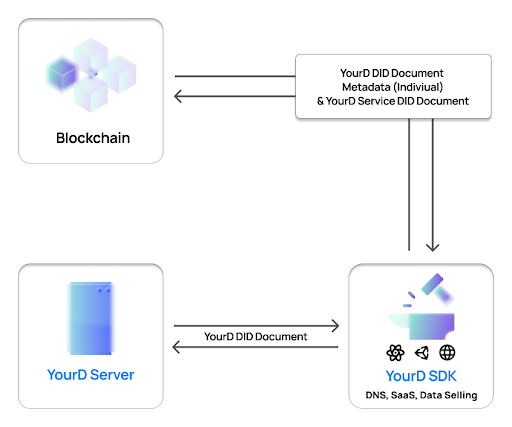 YourD DID Document
Metadata (Indiviual)
& YourD Service DID Document
Blockchain
YourD DID Document
YourD Server
YourD SDK
DNS, SaaS, Data Selling